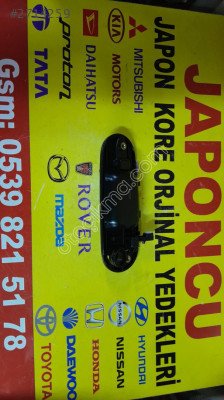 JAPONCU
JAPON KORE ORJİNAL YEDEKLERİ
MITSUBISHI
HYUNDAI
KIA MOTORS
NISSAN
DAIHATSU
ROVER
HONDA
proton
mazda
DAEWOO
TATA
TOYOTA
Gsm: 0539 821 51 78